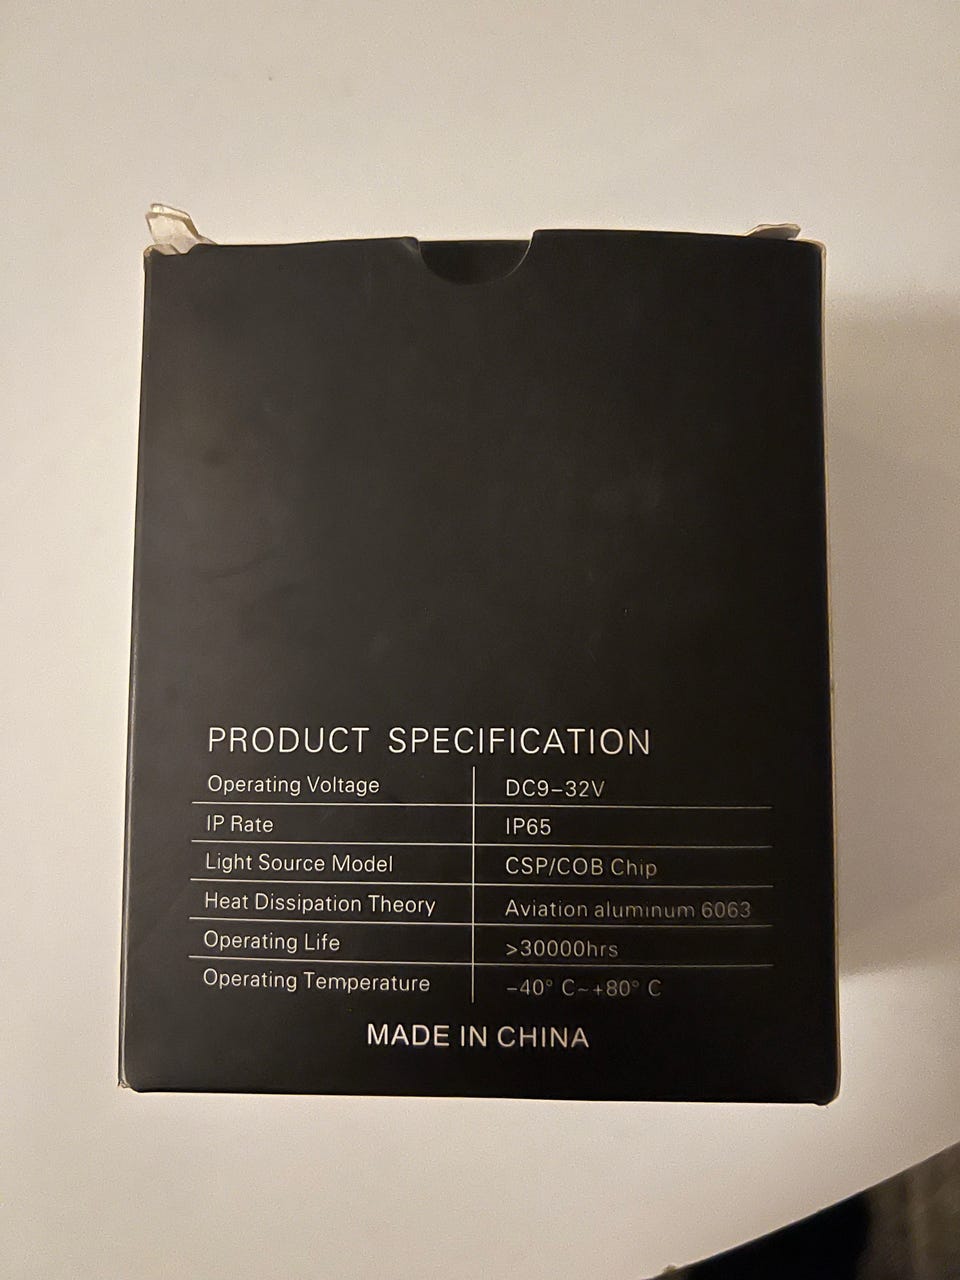 PRODUCT SPECIFICATION
Operating Voltage DC9-32V
IP Rate IP65
Light Source Model CSP/COB Chip
Heat Dissipation Theory Aviation aluminum 6063
Operating Life >30000hrs
Operating Temperature -40° C~+80° C
MADE IN CHINA